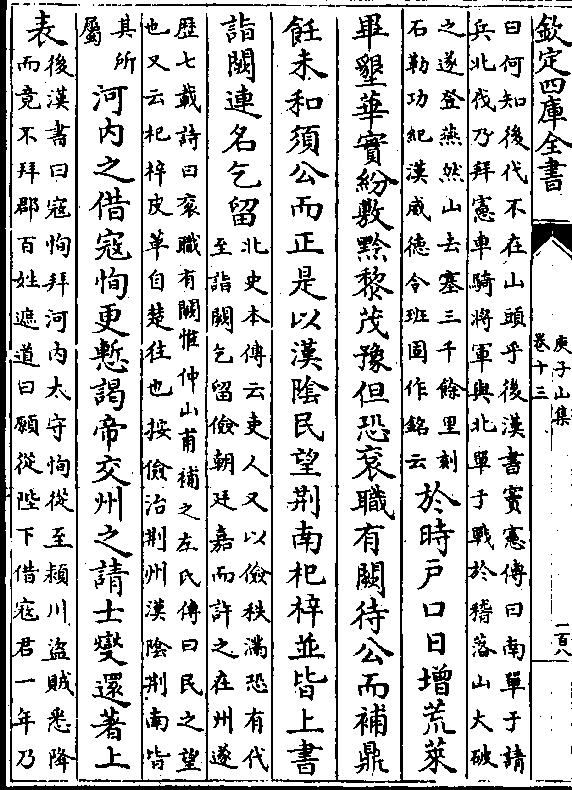 欽定四庫全書
庾子山集
卷十三
一百八
曰何知後代不在山頭乎後漢書竇憲傳曰南單于請
兵北伐乃拜憲車騎將軍與北單于戰於稽落山大破
之遂登燕然山去塞三千餘里刻
石勒功紀漢威德令班固作銘云
於時戶口日增荒萊
畢墾華實紛敷黔黎茂豫但恐袞職有闕待公而補鼎
飪未和須公而正是以漢陰民望荆南杞梓並皆上書
詣闕連名乞留
北史本傳云吏人又以儉秩滿恐有代
至詣闕乞留儉朝廷嘉而許之在州遂
歷七載詩曰袞職有闕惟仲山甫補之左氏傳曰民之望
也又云杞梓皮革自楚往也按儉治荆州漢陰荆南皆
其所
屬
河内之借寇恂更慙謁帝交州之請士燮還著上
表
後漢書曰寇恂拜河内太守恂從至潁川盜賊悉降
而竟不拜郡百姓遮道曰願從陛下借寇君一年乃